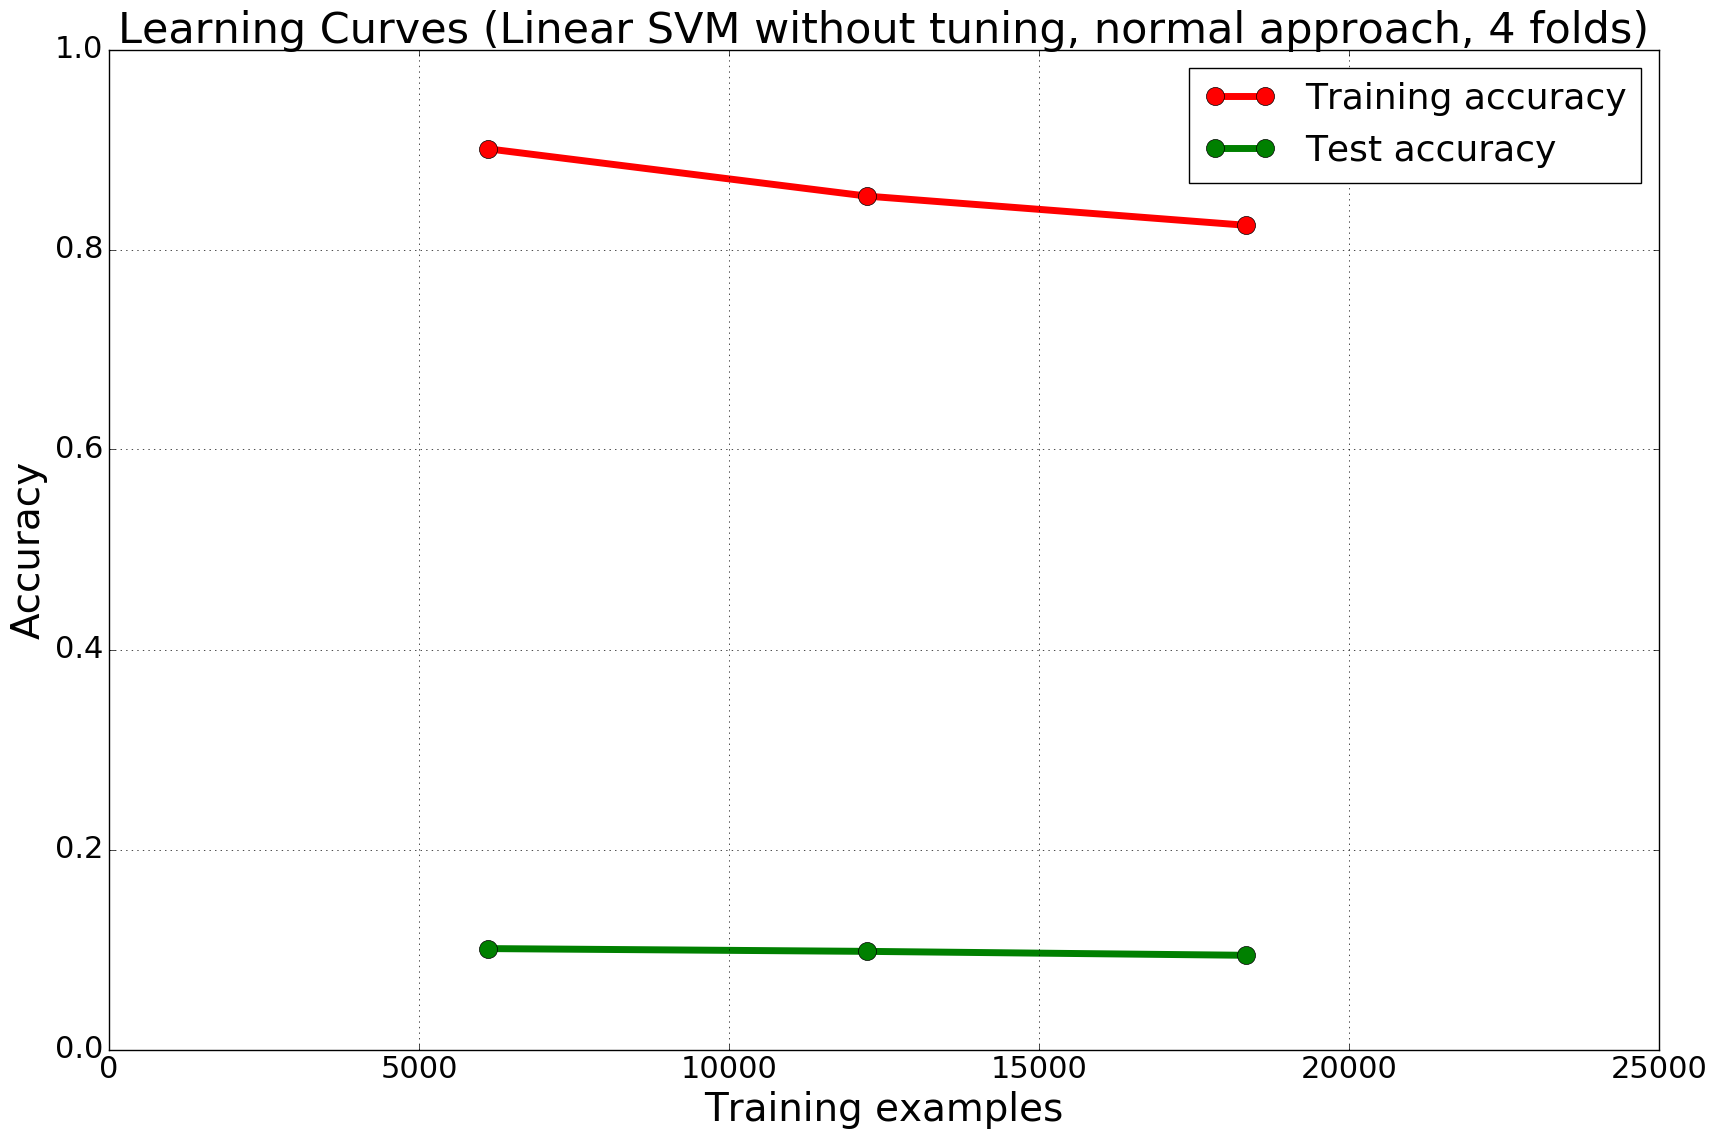 Learning Curves (Linear SVM without tuning, normal approach, 4 folds)
1.0
0.8
0.6
0.4
0.2
0.0
Accuracy
Training accuracy
Test accuracy
0 5000 10000 15000 20000 25000
Training examples